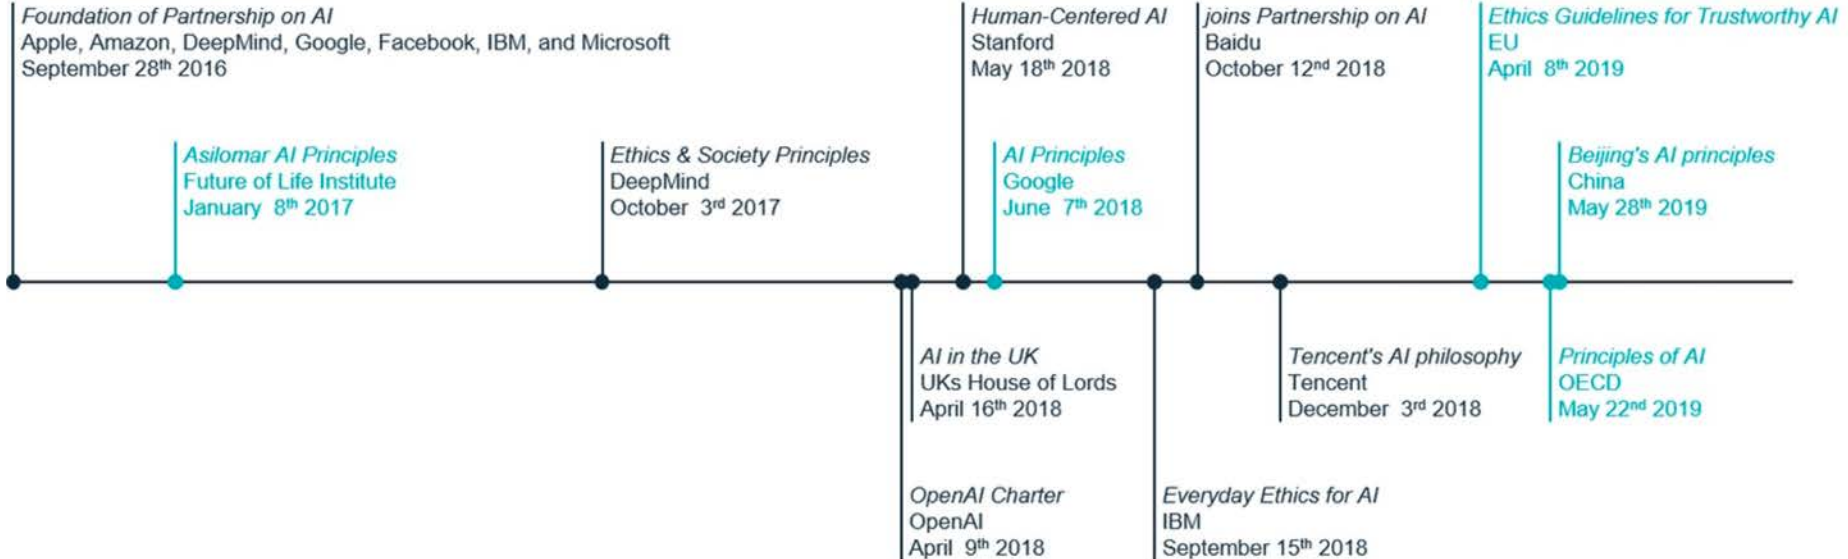 Foundation of Partnership on AI
Apple, Amazon, DeepMind, Google, Facebook, IBM, and Microsoft
September 28th 2016
Human-Centered AI
Stanford
May 18th 2018
joins Partnership on AI
Baidu
October 12nd 2018
Ethics Guidelines for Trustworthy AI
EU
April 8th 2019
Asilomar AI Principles
Future of Life Institute
January 8th 2017
Ethics & Society Principles
DeepMind
October 3rd 2017
AI Principles
Google
June 7th 2018
Beijing's AI principles
China
May 28th 2019
AI in the UK
UKs House of Lords
April 16th 2018
Tencent's AI philosophy
Tencent
December 3rd 2018
Principles of AI
OECD
May 22nd 2019
OpenAI Charter
OpenAI
April 9th 2018
Everyday Ethics for AI
IBM
September 15th 2018